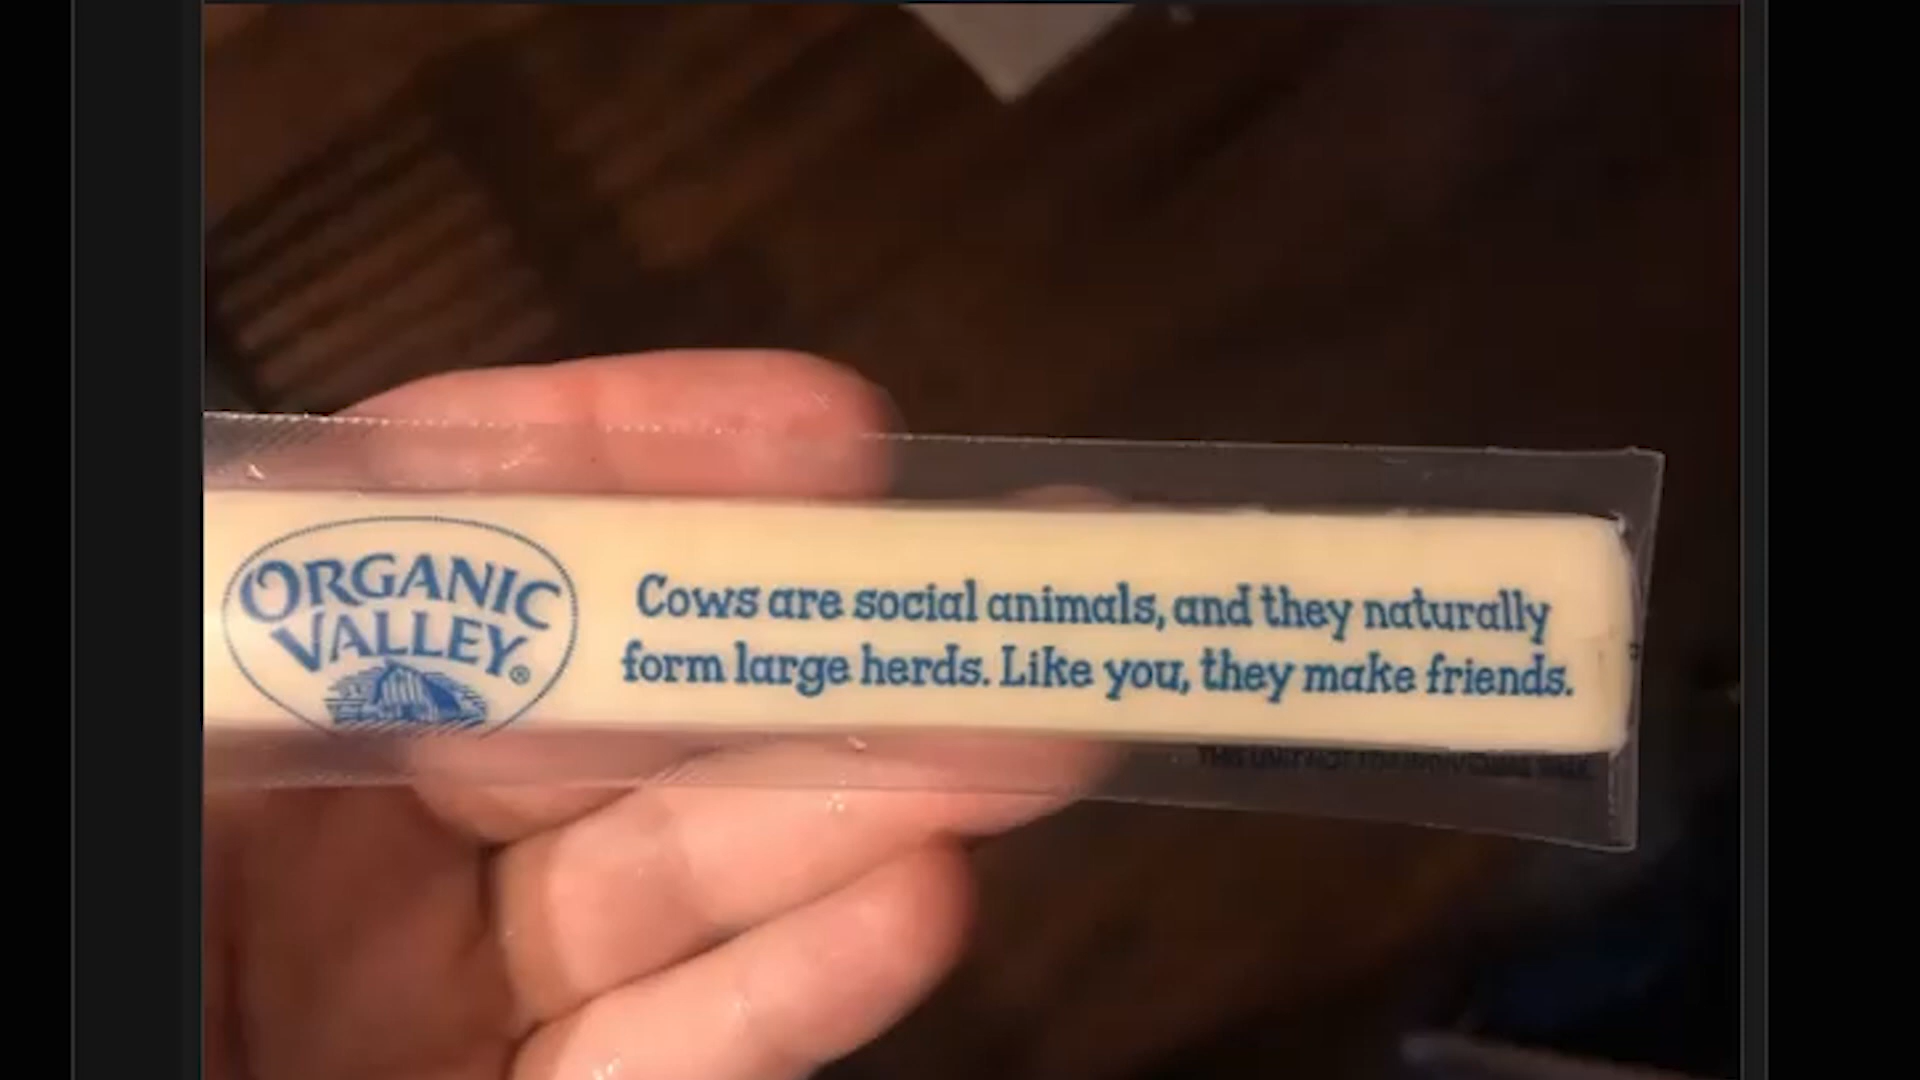 ORGANIC
VALLEY®
Cows are social animals, and they naturally
form large herds. Like you, they make friends.